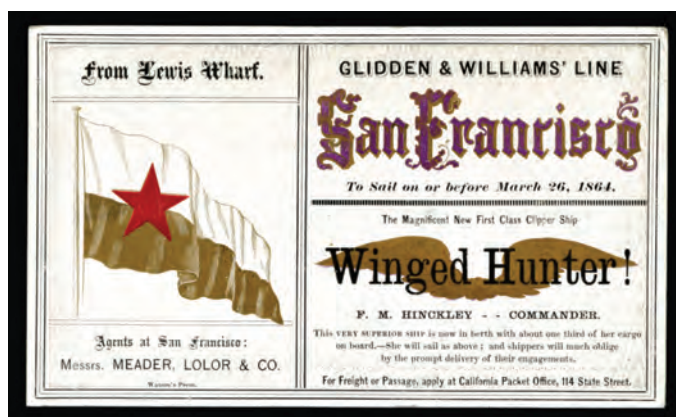 From Lewis Wharf.
Agents at San Francisco:
Messrs. MEADER, LOLOR & CO.
Watson's Press.
GLIDDEN & WILLIAMS' LINE
San Francisco
To Sail on or before March 26, 1864.
The Magnificent New First Class Clipper Ship
Winged Hunter!
F. M. HINCKLEY - - COMMANDER.
This VERY SUPERIOR SHIP is now in berth with about one third of her cargo
on board.—She will sail as above; and shippers will much oblige
by the prompt delivery of their engagements.
For Freight or Passage, apply at California Packet Office, 114 State Street.